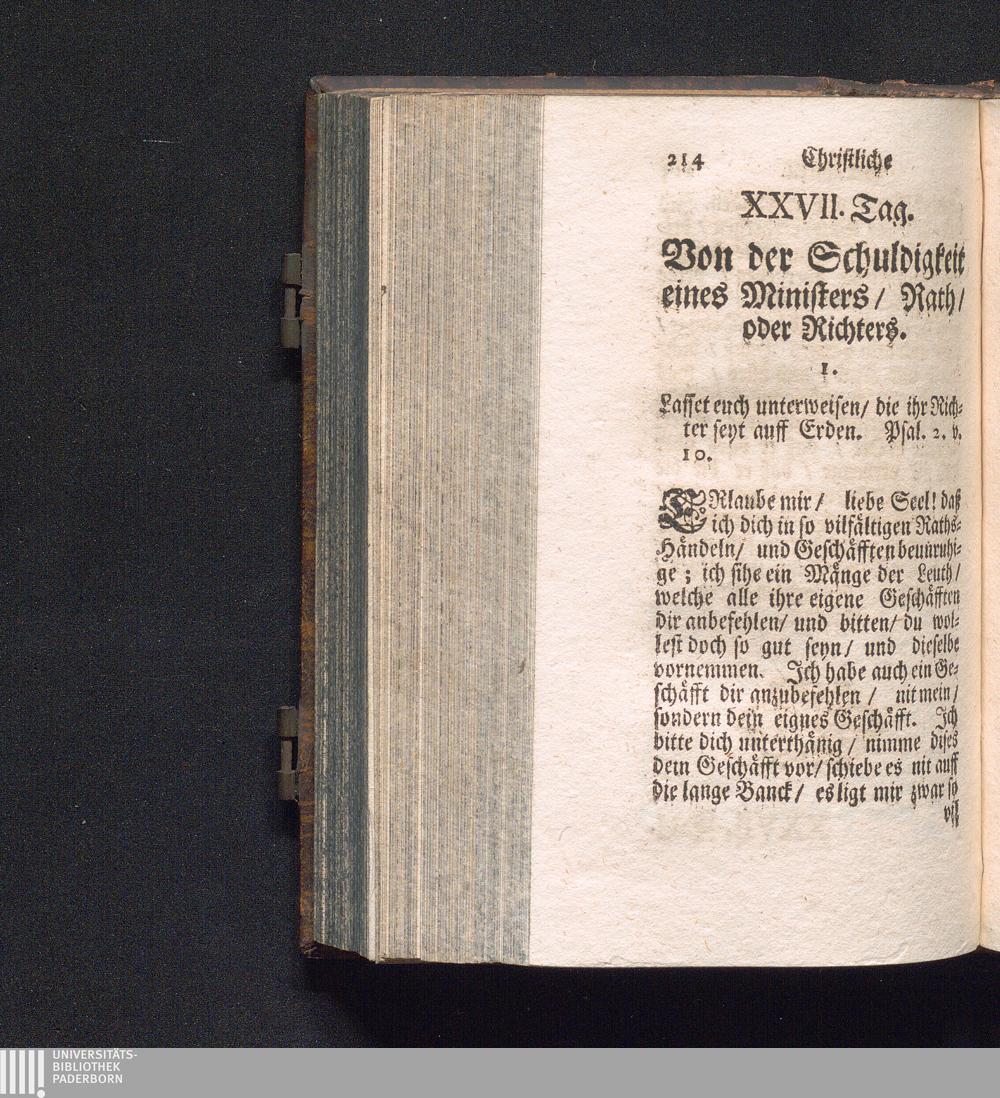 214 Christliche
XXVII. Tag.
Von der Schuldigkeit
eines Ministers / Rath /
oder Richters.
1.
Lasset euch unterweisen / die ihr Rich-
ter seyt auff Erden. Psal. 2. v.
10.
ERlaube mir / liebe Seel! daß
ich dich in so vilfältigen Raths-
Händeln / und Geschäfften beunruhi-
ge ; ich sihe ein Mänge der Leuth /
welche alle ihre eigene Geschäfften
dir anbefehlen / und bitten / du wol-
lest doch so gut seyn / und dieselbe
vornemmen. Ich habe auch ein Ge-
schäfft dir anzubefehlen / nit mein /
sondern dein eignes Geschäfft. Ich
bitte dich unterthänig / nimme dises
dein Geschäfft vor / schiebe es nit auff
die lange Banck / es ligt mir zwar so
vil
UNIVERSITÄTS-
BIBLIOTHEK
PADERBORN